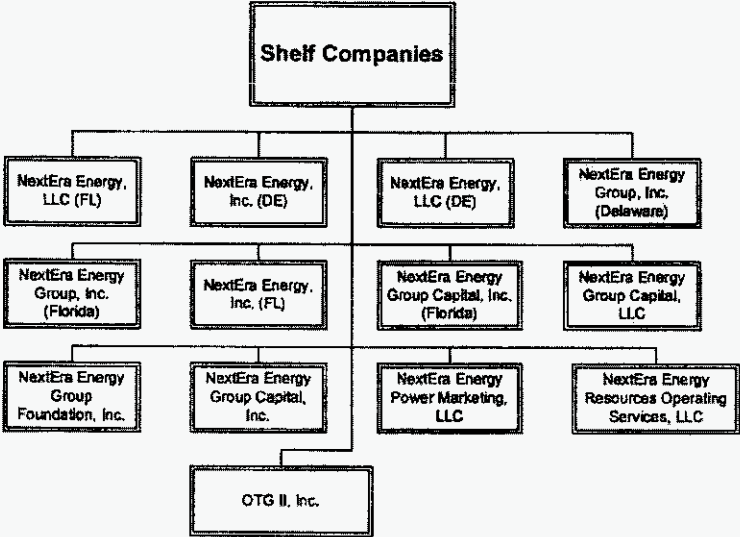 Shelf Companies
NextEra Energy,
LLC (FL)
NextEra Energy,
Inc. (DE)
NextEra Energy,
LLC (DE)
NextEra Energy
Group, Inc.
(Delaware)
NextEra Energy
Group, Inc.
(Florida)
NextEra Energy,
Inc. (FL)
NextEra Energy
Group Capital, Inc.
(Florida)
NextEra Energy
Group Capital,
LLC
NextEra Energy
Group
Foundation, Inc.
NextEra Energy
Group Capital,
Inc.
NextEra Energy
Power Marketing,
LLC
NextEra Energy
Resources Operating
Services, LLC
OTG II, Inc.